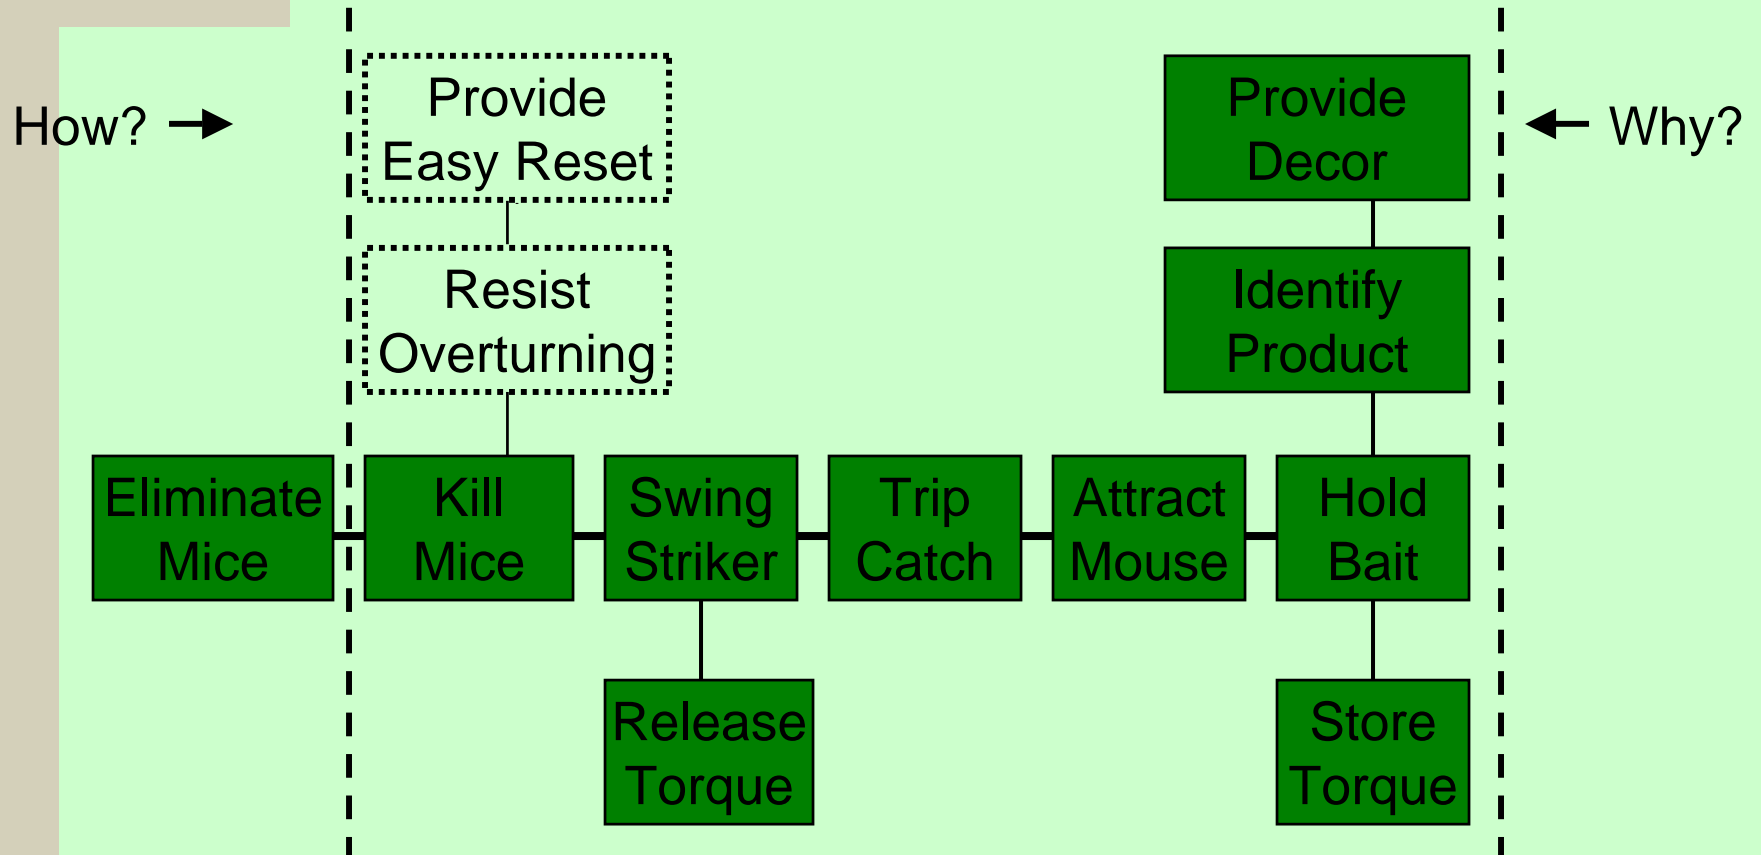 Provide
Easy Reset
Provide
Decor
How?
Why?
Resist
Overturning
Identify
Product
Eliminate
Mice
Kill
Mice
Swing
Striker
Trip
Catch
Attract
Mouse
Hold
Bait
Release
Torque
Store
Torque